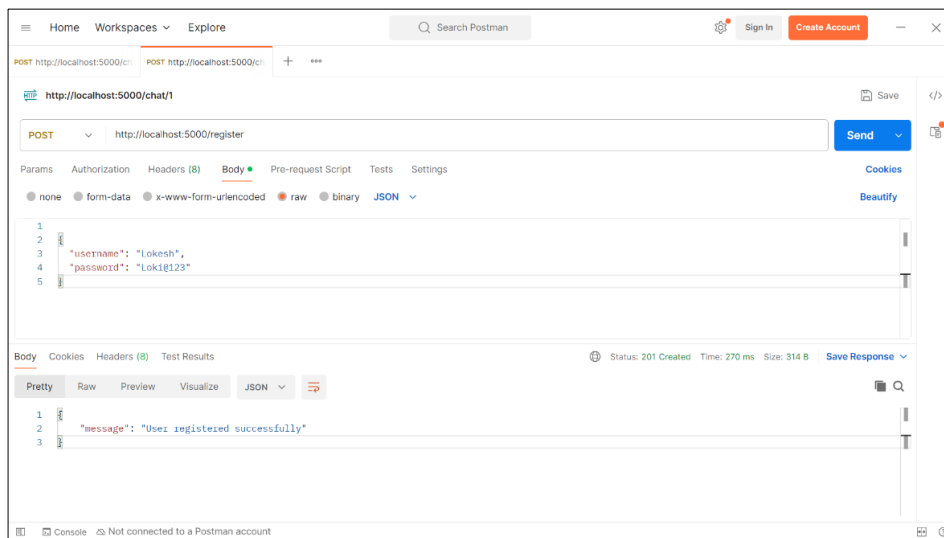 Home Workspaces Explore Search Postman Sign In Create Account
POST http://localhost:5000/ch POST http://localhost:5000/ch
HTTP http://localhost:5000/chat/1 Save
POST http://localhost:5000/register Send
Params Authorization Headers (8) Body Pre-request Script Tests Settings Cookies
none form-data x-www-form-urlencoded raw binary JSON Beautify
1
2 {
3 "username": "Lokesh",
4 "password": "Loki@123"
5 }
Body Cookies Headers (8) Test Results Status: 201 Created Time: 270 ms Size: 314 B Save Response
Pretty Raw Preview Visualize JSON
1 {
2 "message": "User registered successfully"
3 }
Console Not connected to a Postman account